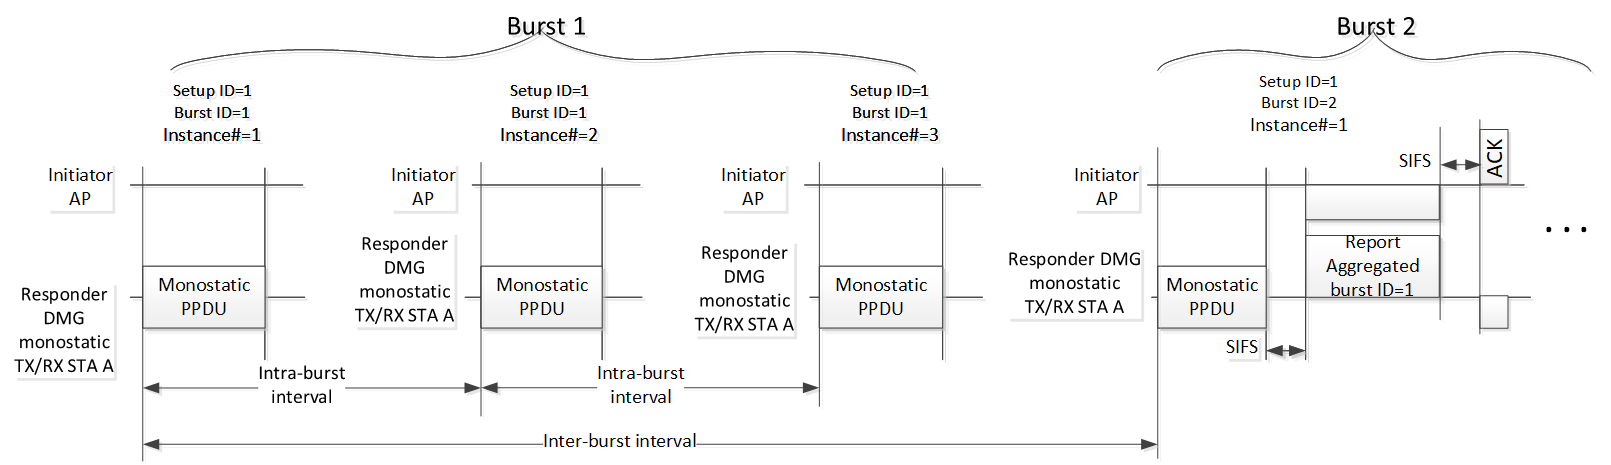 Burst 1
Burst 2
Setup ID=1
Burst ID=1
Instance#=1
Setup ID=1
Burst ID=1
Instance#=2
Setup ID=1
Burst ID=1
Instance#=3
Setup ID=1
Burst ID=2
Instance#=1
Initiator
AP
Initiator
AP
Initiator
AP
Initiator
AP
SIFS
ACK
Responder
DMG
monostatic
TX/RX STA A
Monostatic
PPDU
Responder
DMG
monostatic
TX/RX STA A
Monostatic
PPDU
Responder
DMG
monostatic
TX/RX STA A
Monostatic
PPDU
Responder DMG
monostatic
TX/RX STA A
Monostatic
PPDU
Report
Aggregated
burst ID=1
...
SIFS
Intra-burst
interval
Intra-burst
interval
Inter-burst interval